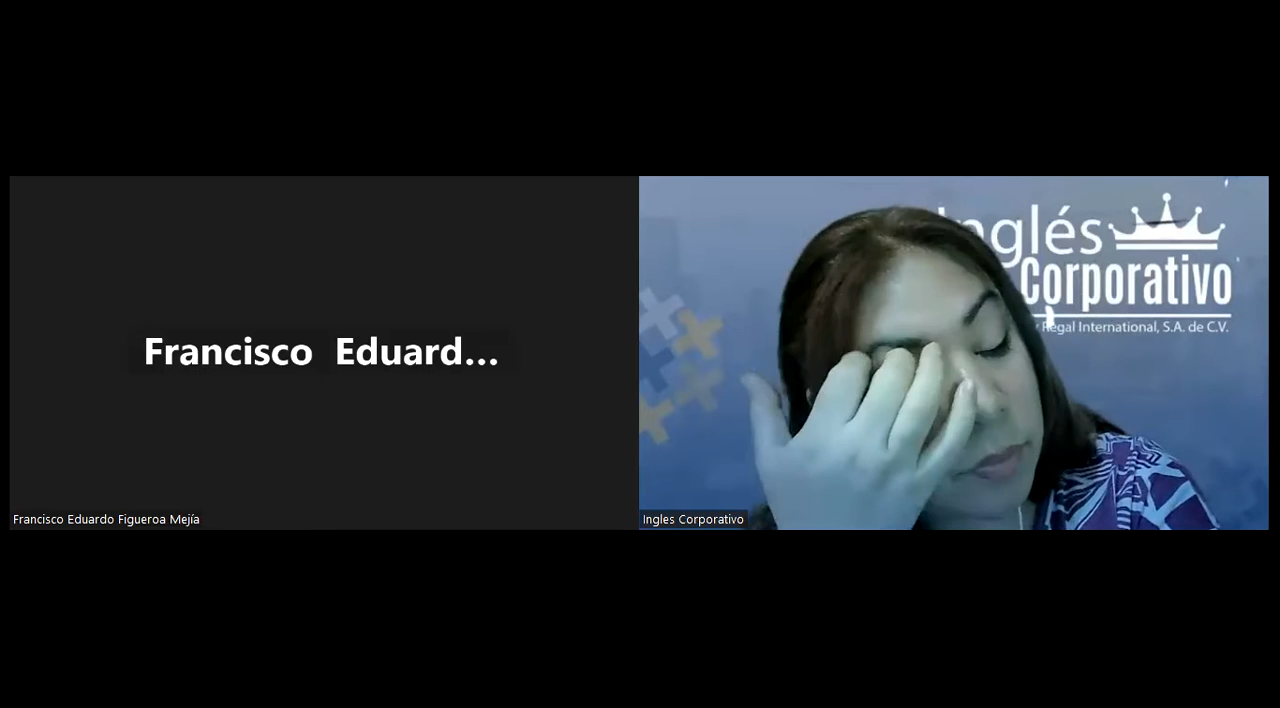 Francisco Eduard...
Francisco Eduardo Figueroa Mejía
Inglés
Corporativo
Regal International, S.A. de C.V.
Ingles Corporativo